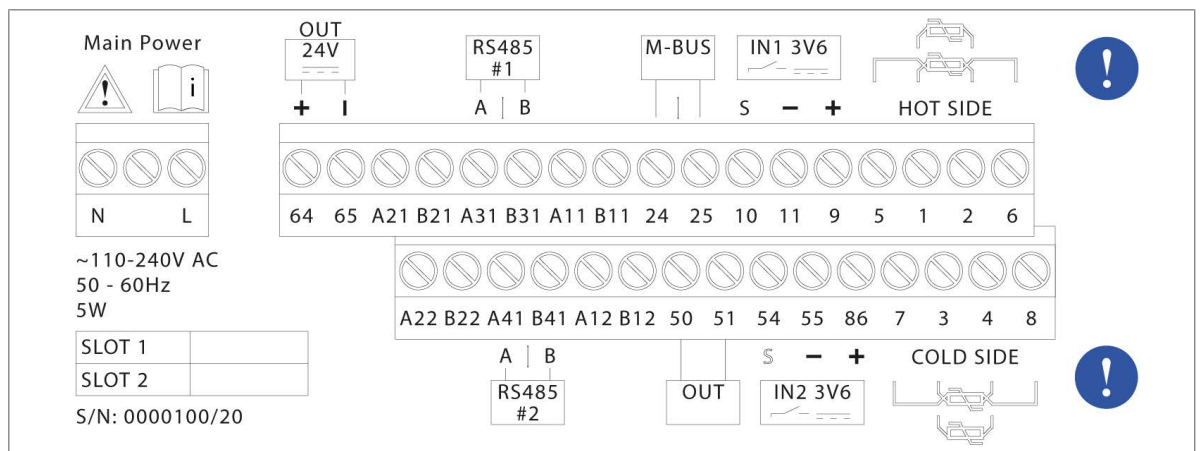 Main Power
OUT
24V
RS485
#1
M-BUS
IN1 3V6
+ I
A B
S − +
HOT SIDE
N L
64 65 A21 B21 A31 B31 A11 B11 24 25 10 11 9 5 1 2 6
~110-240V AC
50 - 60Hz
5W
A22 B22 A41 B41 A12 B12 50 51 54 55 86 7 3 4 8
SLOT 1
SLOT 2
S/N: 0000100/20
A B
S − +
COLD SIDE
RS485
#2
OUT
IN2 3V6